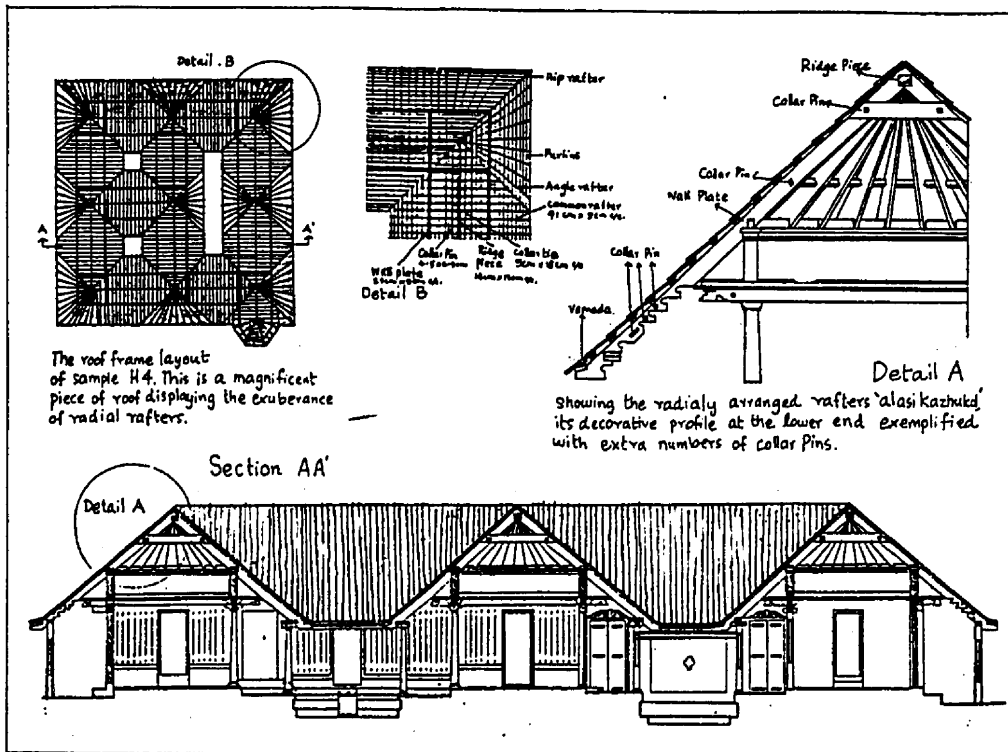 Detail . B
A
A'
The roof frame layout
of sample H4. This is a magnificent
piece of roof displaying the exuberance
of radial rafters.
Hip rafter
Purlins
Angle rafter
Common rafter
Wall plate
Collar Pin
Ridge
Piece
Collar tie
Detail B
Ridge Piece
Collar Pins
Collar Pins
Wall Plate
Collar Pin
Vamada
Detail A
Showing the radialy arranged rafters 'alasi kazhukol',
its decorative profile at the lower end exemplified
with extra numbers of collar Pins.
Section AA'
Detail A